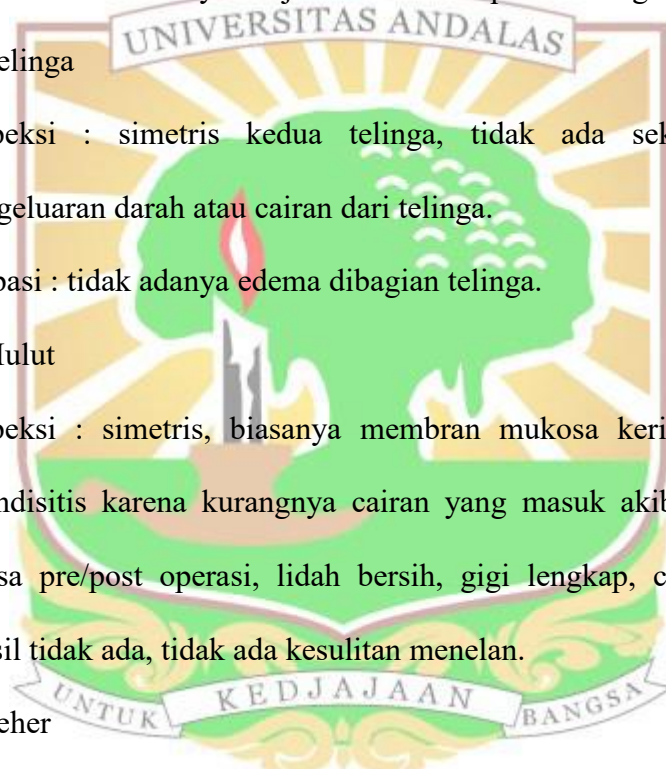 UNIVERSITAS ANDALAS
elinga
eksi : simetris kedua telinga, tidak ada sek
geluaran darah atau cairan dari telinga.
pasi : tidak adanya edema dibagian telinga.
Mulut
peksi : simetris, biasanya membran mukosa keri
ndisitis karena kurangnya cairan yang masuk akib
sa pre/post operasi, lidah bersih, gigi lengkap, c
sil tidak ada, tidak ada kesulitan menelan.
UNTUK KEDJAJAAN BANGSA
eher